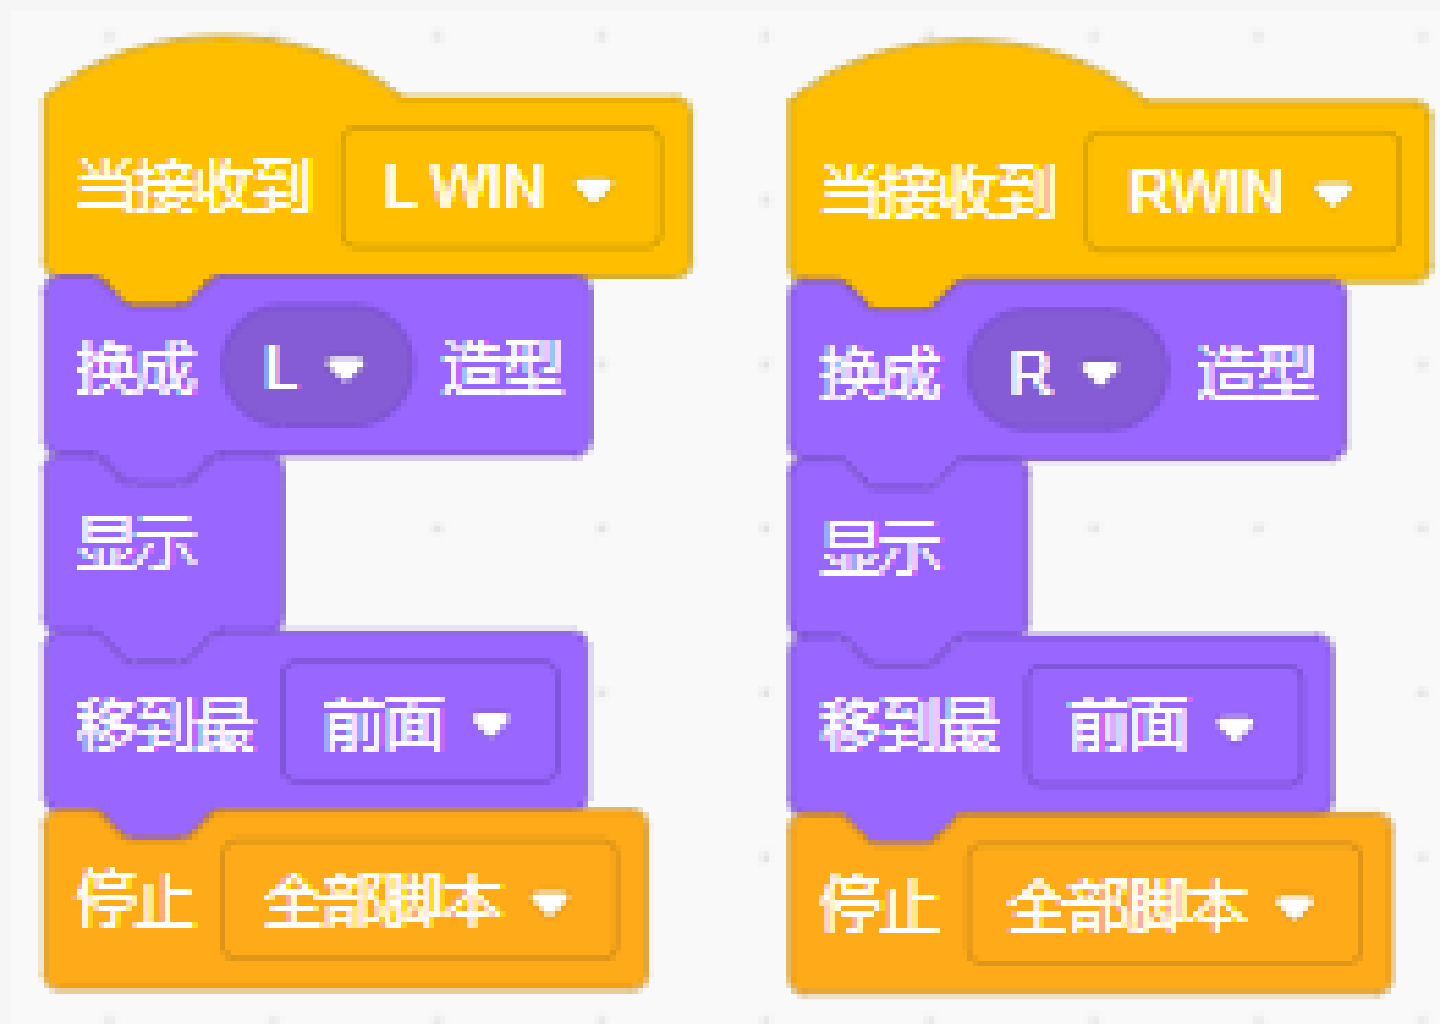 当接收到 L WIN
换成 L 造型
显示
移到最 前面
停止 全部脚本
当接收到 RWIN
换成 R 造型
显示
移到最 前面
停止 全部脚本